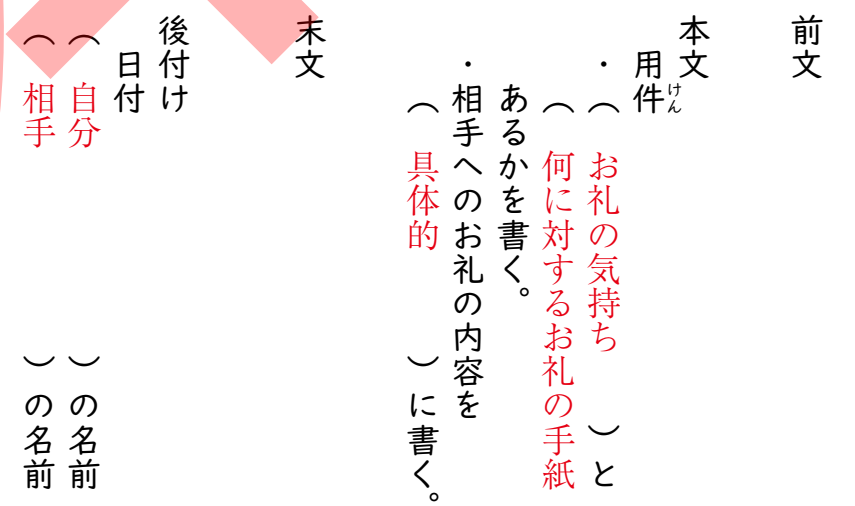 前文
本文
用件けん
・（お礼の気持ち）と
（何に対するお礼の手紙
あるかを書く。
・相手へのお礼の内容を
（具体的）に書く。
末文
後付け
日付
（自分）の名前
（相手）の名前